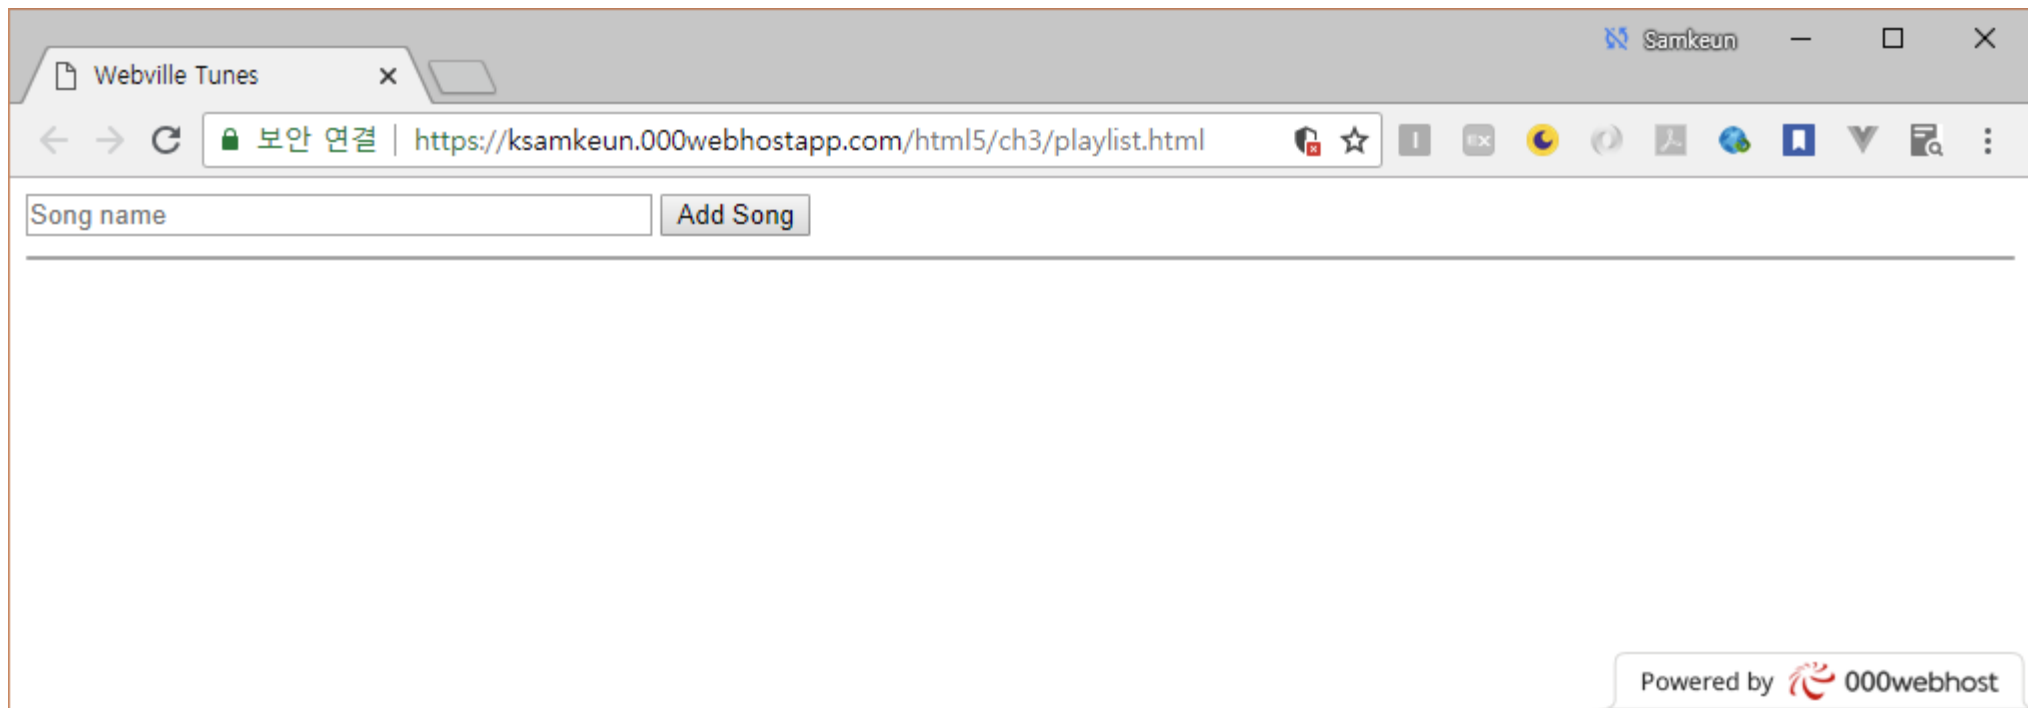 Samkeun
Webville Tunes
보안 연결 | https://ksamkeun.000webhostapp.com/html5/ch3/playlist.html
I EX
Song name Add Song
Powered by 000webhost